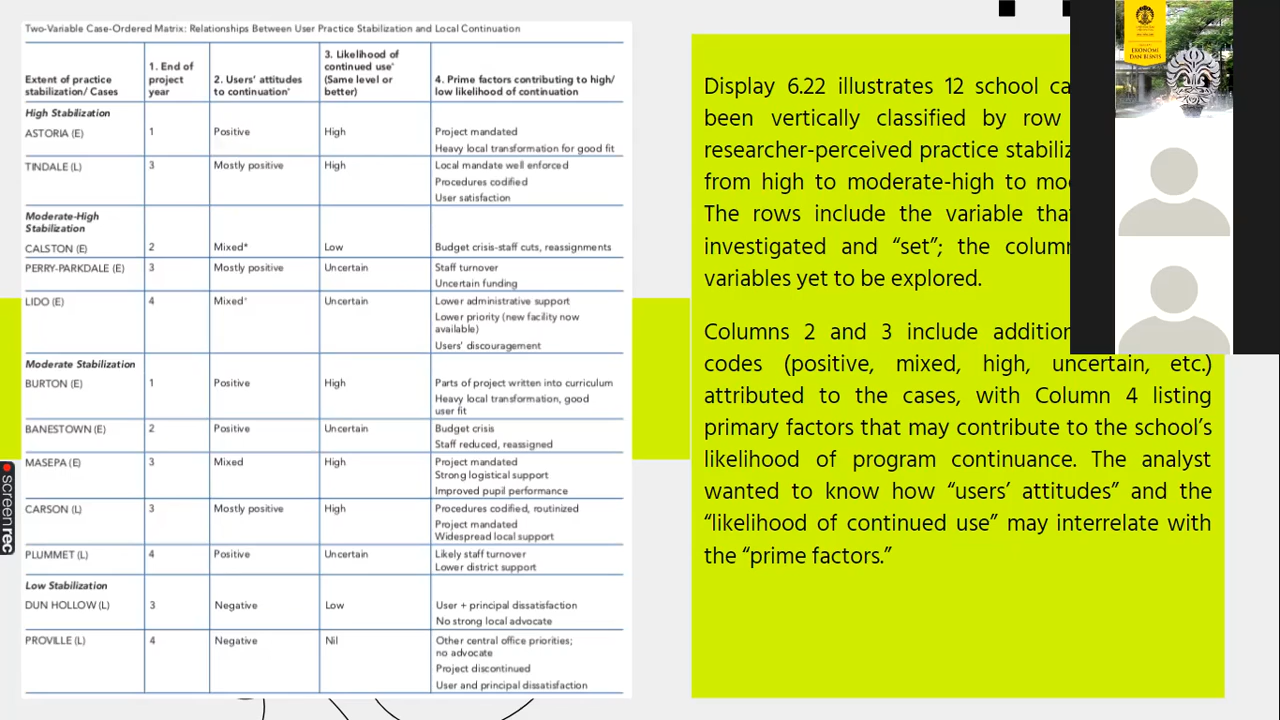 Two-Variable Case-Ordered Matrix: Relationships Between User Practice Stabilization and Local Continuation
Extent of practice stabilization/ Cases
1. End of project year
2. Users' attitudes to continuation*
3. Likelihood of continued use* (Same level or better)
4. Prime factors contributing to high/ low likelihood of continuation
High Stabilization
ASTORIA (E) 1 Positive High Project mandated
Heavy local transformation for good fit
TINDALE (L) 3 Mostly positive High Local mandate well enforced
Procedures codified
User satisfaction
Moderate-High
Stabilization
CALSTON (E) 2 Mixed* Low Budget crisis-staff cuts, reassignments
PERRY-PARKDALE (E) 3 Mostly positive Uncertain Staff turnover
Uncertain funding
LIDO (E) 4 Mixed* Uncertain Lower administrative support
Lower priority (new facility now
available)
Users' discouragement
Moderate Stabilization
BURTON (E) 1 Positive High Parts of project written into curriculum
Heavy local transformation, good
user fit
BANESTOWN (E) 2 Positive Uncertain Budget crisis
Staff reduced, reassigned
MASEPA (E) 3 Mixed High Project mandated
Strong logistical support
Improved pupil performance
CARSON (L) 3 Mostly positive High Procedures codified, routinized
Project mandated
Widespread local support
PLUMMET (L) 4 Positive Uncertain Likely staff turnover
Lower district support
Low Stabilization
DUN HOLLOW (L) 3 Negative Low User + principal dissatisfaction
No strong local advocate
PROVILLE (L) 4 Negative Nil Other central office priorities;
no advocate
Project discontinued
User and principal dissatisfaction
Display 6.22 illustrates 12 school ca
been vertically classified by row
researcher-perceived practice stabiliz
from high to moderate-high to mod
The rows include the variable tha
investigated and “set”; the column
variables yet to be explored.
Columns 2 and 3 include addition
codes (positive, mixed, high, uncertain, etc.)
attributed to the cases, with Column 4 listing
primary factors that may contribute to the school’s
likelihood of program continuance. The analyst
wanted to know how “users’ attitudes” and the
“likelihood of continued use” may interrelate with
the “prime factors.”
EKONOMI
DAN BISNIS
screenrec